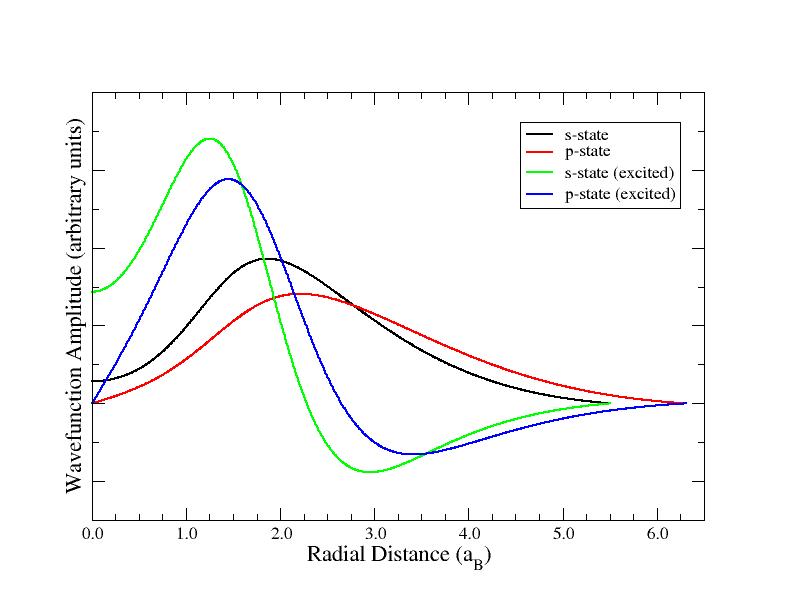 Wavefunction Amplitude (arbitrary units)
s-state
p-state
s-state (excited)
p-state (excited)
0.0 1.0 2.0 3.0 4.0 5.0 6.0
Radial Distance (aB)